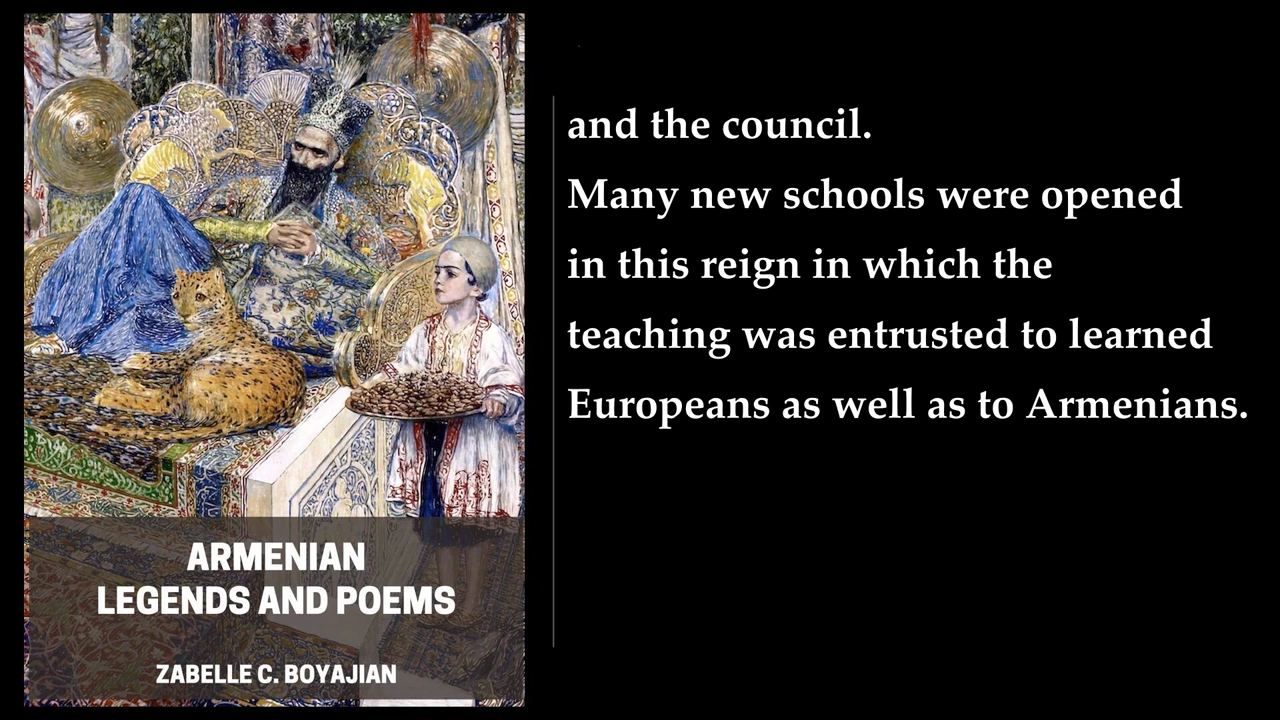 and the council.
Many new schools were opened
in this reign in which the
teaching was entrusted to learned
Europeans as well as to Armenians.
ARMENIAN
LEGENDS AND POEMS
ZABELLE C. BOYAJIAN